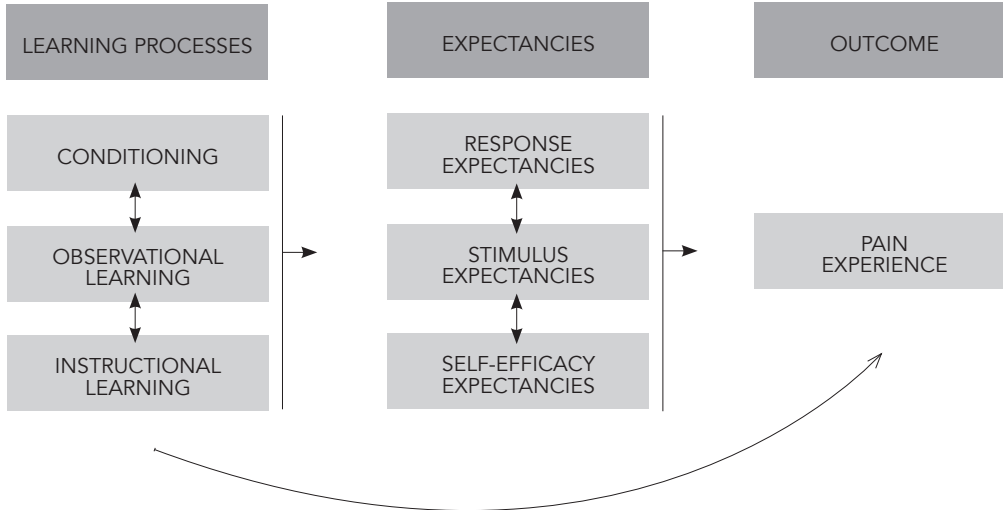 LEARNING PROCESSES
EXPECTANCIES
OUTCOME
CONDITIONING
OBSERVATIONAL
LEARNING
INSTRUCTIONAL
LEARNING
RESPONSE
EXPECTANCIES
STIMULUS
EXPECTANCIES
SELF-EFFICACY
EXPECTANCIES
PAIN
EXPERIENCE